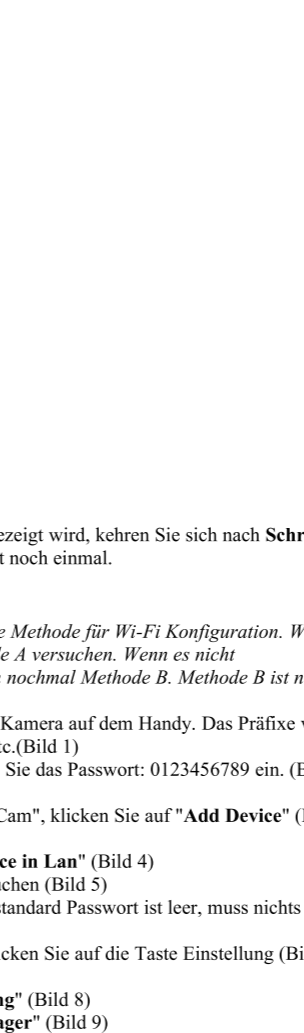 ezeigt wird, kehren Sie sich nach Schr
t noch einmal.
e Methode für Wi-Fi Konfiguration. W
le A versuchen. Wenn es nicht
n nochmal Methode B. Methode B ist n
Kamera auf dem Handy. Das Präfixe
tc.(Bild 1)
Sie das Passwort: 0123456789 ein. (B
Cam", klicken Sie auf "Add Device" (
ce in Lan" (Bild 4)
uchen (Bild 5)
standard Passwort ist leer, muss nichts
cken Sie auf die Taste Einstellung (Bi
ng" (Bild 8)
ager" (Bild 9)